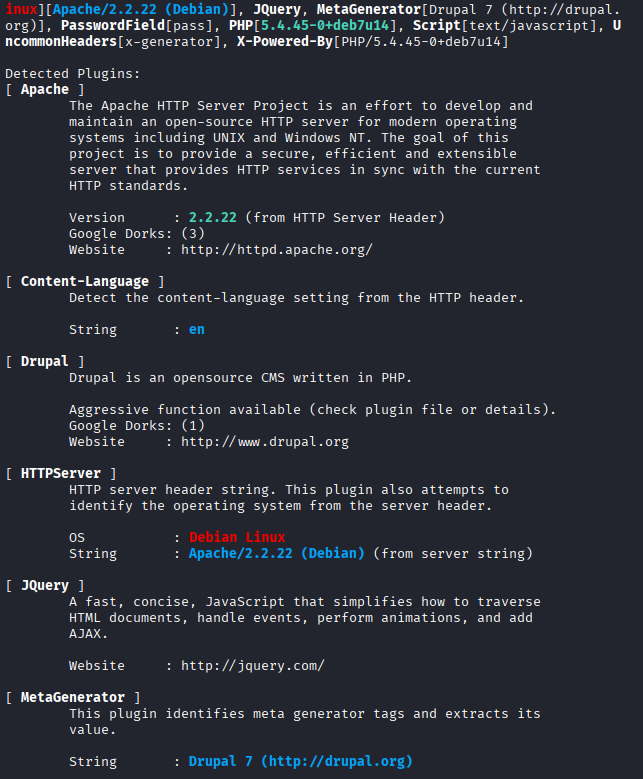 inux][Apache/2.2.22 (Debian)], JQuery, MetaGenerator[Drupal 7 (http://drupal.
org)], PasswordField[pass], PHP[5.4.45-0+deb7u14], Script[text/javascript], U
ncommonHeaders[x-generator], X-Powered-By[PHP/5.4.45-0+deb7u14]
Detected Plugins:
[ Apache ]
The Apache HTTP Server Project is an effort to develop and
maintain an open-source HTTP server for modern operating
systems including UNIX and Windows NT. The goal of this
project is to provide a secure, efficient and extensible
server that provides HTTP services in sync with the current
HTTP standards.
Version : 2.2.22 (from HTTP Server Header)
Google Dorks: (3)
Website : http://httpd.apache.org/
[ Content-Language ]
Detect the content-language setting from the HTTP header.
String : en
[ Drupal ]
Drupal is an opensource CMS written in PHP.
Aggressive function available (check plugin file or details).
Google Dorks: (1)
Website : http://www.drupal.org
[ HTTPServer ]
HTTP server header string. This plugin also attempts to
identify the operating system from the server header.
OS : Debian Linux
String : Apache/2.2.22 (Debian) (from server string)
[ JQuery ]
A fast, concise, JavaScript that simplifies how to traverse
HTML documents, handle events, perform animations, and add
AJAX.
Website : http://jquery.com/
[ MetaGenerator ]
This plugin identifies meta generator tags and extracts its
value.
String : Drupal 7 (http://drupal.org)